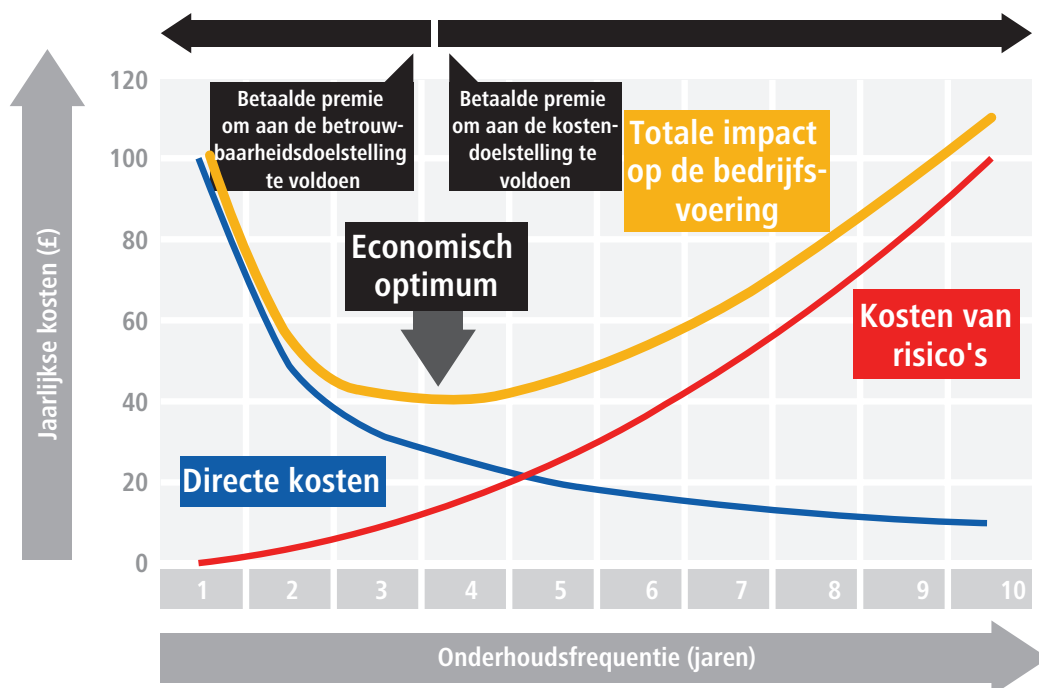 Betaalde premie
om aan de betrouw-
baarheidsdoelstelling
te voldoen
Betaalde premie
om aan de kosten-
doelstelling te
voldoen
Totale impact
op de bedrijfs-
voering
Economisch
optimum
Kosten van
risico's
Directe kosten
Jaarlijkse kosten (£)
120
100
80
60
40
20
0
1 2 3 4 5 6 7 8 9 10
Onderhoudsfrequentie (jaren)